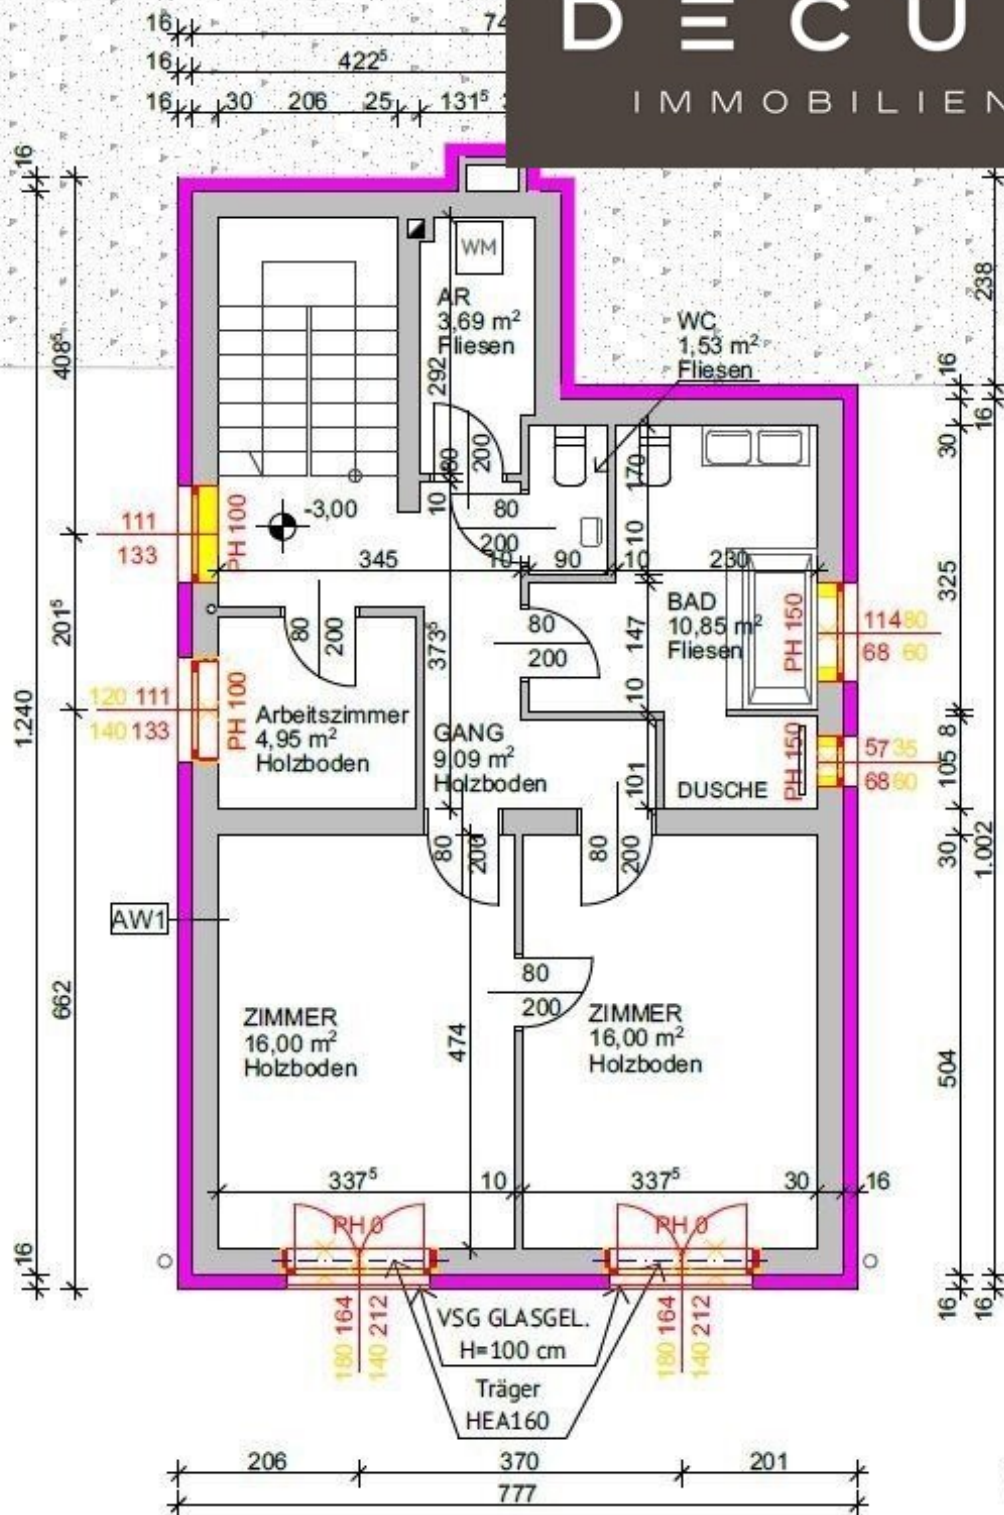 DECU
IMMOBILIEN
16
16 422⁵
16 30 206 25 131⁵
16
408⁵
201⁵
1.240
662
16
238
16
16
30
325
8
105
30
1.002
504
16
16
WM
AR
3,69 m²
Fliesen
292
WC
1,53 m²
Fliesen
80
200
10
170
10
-3,00
80
200
111
133
PH 100
345 10 90 10 230
80
200
373⁵
80
200
147
10
BAD
10,85 m²
Fliesen
PH 150
114 80
68 60
120 111
140 133
PH 100
Arbeitszimmer
4,95 m²
Holzboden
GANG
9,09 m²
Holzboden
101
DUSCHE
PH 150
57 35
68 60
80
200
80
200
AW1
80
200
ZIMMER
16,00 m²
Holzboden
474
ZIMMER
16,00 m²
Holzboden
337⁵ 10 337⁵ 30 16
PH 0
PH 0
180 164
140 212
VSG GLASGEL.
H=100 cm
180 164
140 212
Träger
HEA160
206 370 201
777